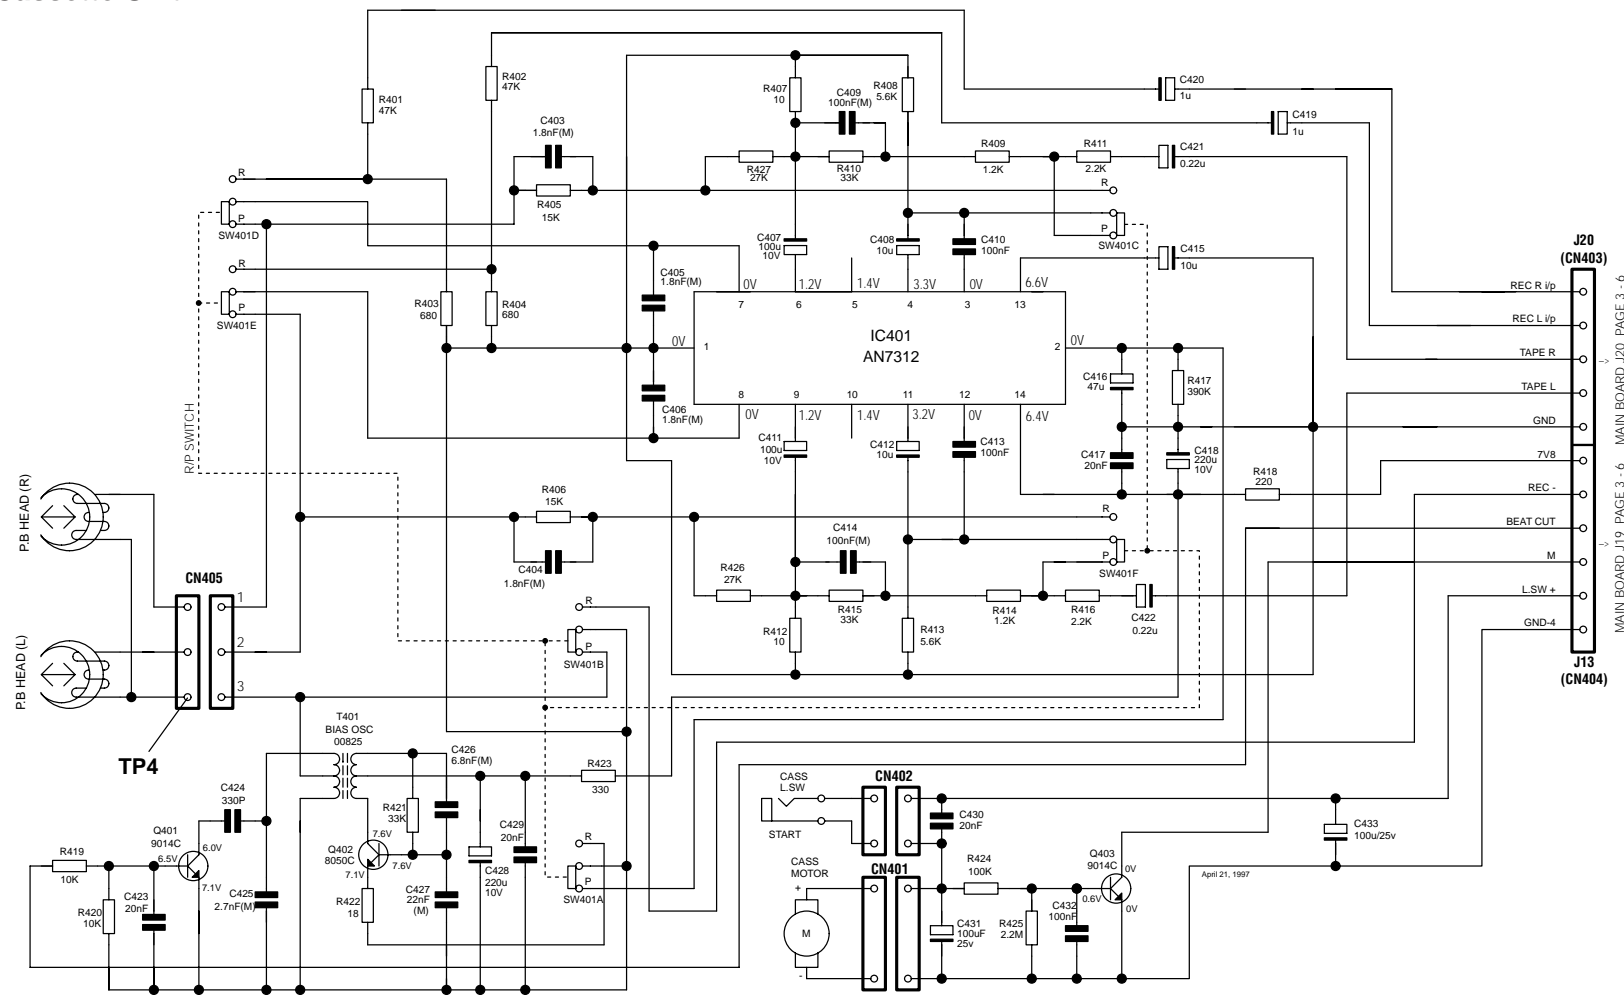 R401
47K
R402
47K
C403
1.8nF(M)
R405
15K
R407
10
C409
100nF(M)
R408
5.6K
R427
27K
R410
33K
R409
1.2K
R411
2.2K
C420
1u
C419
1u
C421
0.22u
R
P
SW401D
R
P
SW401E
R403
680
R404
680
C405
1.8nF(M)
C406
1.8nF(M)
C407
100u
10V
C408
10u
C410
100nF
R
P
SW401C
C415
10u
0V
1.2V
1.4V
3.3V
0V
6.6V
7
6
5
4
3
13
0V
1
IC401
AN7312
2
0V
8
9
10
11
12
14
0V
1.2V
1.4V
3.2V
0V
6.4V
C411
100u
10V
C412
10u
C413
100nF
C416
47u
R417
390K
C417
20nF
C418
220u
10V
R418
220
J20
(CN403)
REC R i/p
REC L i/p
TAPE R
TAPE L
GND
7V8
REC -
BEAT CUT
M
L.SW +
GND-4
J13
(CN404)
MAIN BOARD J20 PAGE 3 - 6
-->
MAIN BOARD J19 PAGE 3 - 6
-->
R/P SWITCH
P.B HEAD (R)
P.B HEAD (L)
CN405
1
2
3
TP4
R406
15K
C404
1.8nF(M)
R426
27K
C414
100nF(M)
R415
33K
R412
10
R413
5.6K
R414
1.2K
R416
2.2K
C422
0.22u
R
P
SW401F
R
P
SW401B
T401
BIAS OSC
00825
C426
6.8nF(M)
R423
330
C424
330P
R421
33K
Q401
9014C
6.5V
6.0V
7.1V
Q402
8050C
7.6V
7.6V
7.1V
R419
10K
R420
10K
C423
20nF
C425
2.7nF(M)
R422
18
C427
22nF
(M)
C428
220u
10V
C429
20nF
R
P
SW401A
CASS
L.SW
START
CN402
C430
20nF
C433
100u/25v
CASS
MOTOR
+
M
-
CN401
R424
100K
C431
100uF
25v
R425
2.2M
C432
100nF
Q403
9014C
0V
0.6V
0V
April 21, 1997